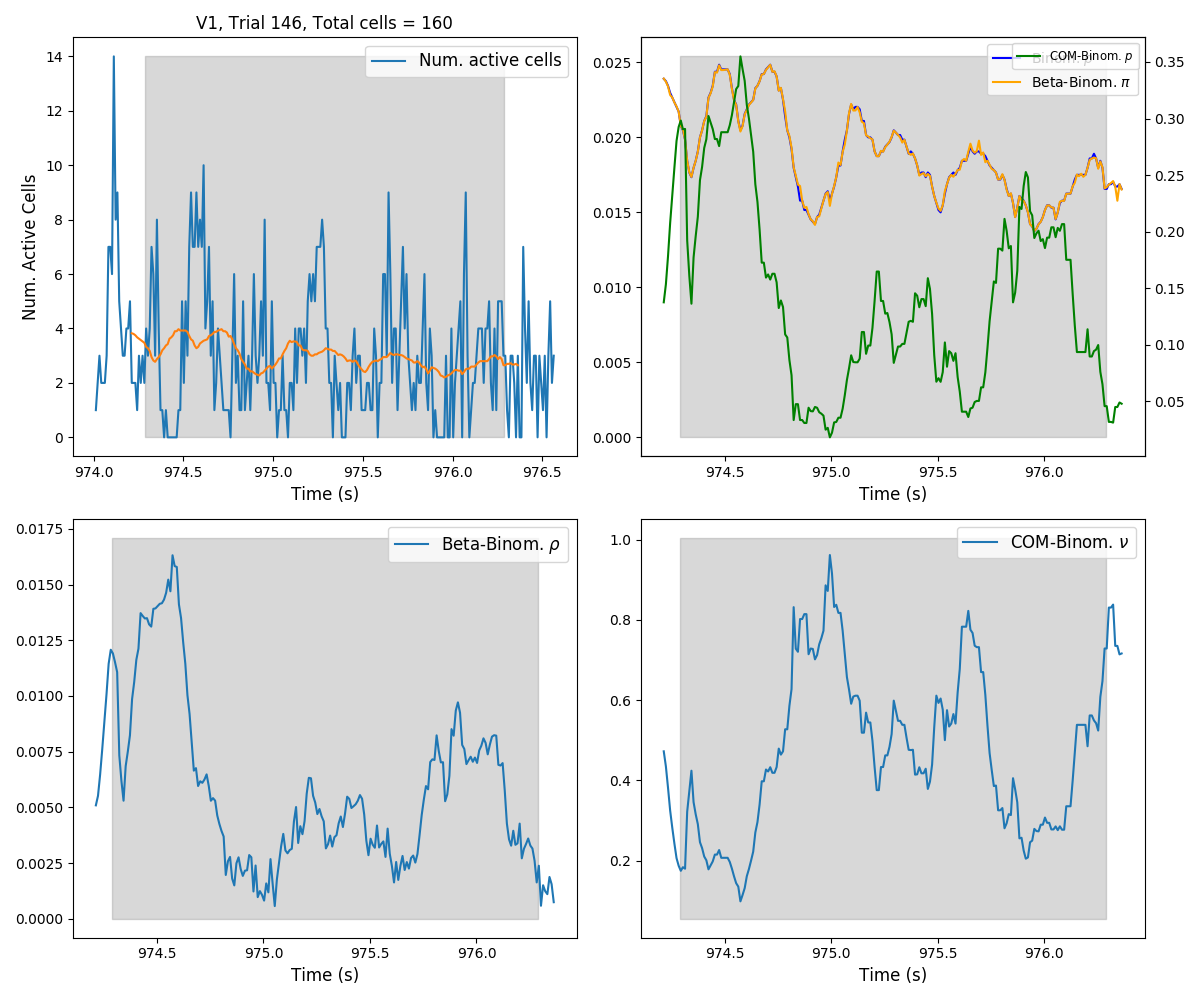 V1, Trial 146, Total cells = 160
Num. active cells
Num. Active Cells
14
12
10
8
6
4
2
0
974.0 974.5 975.0 975.5 976.0 976.5
Time (s)
COM-Binom. p
Beta-Binom. π
0.025
0.020
0.015
0.010
0.005
0.000
0.35
0.30
0.25
0.20
0.15
0.10
0.05
974.5 975.0 975.5 976.0
Time (s)
Beta-Binom. ρ
0.0175
0.0150
0.0125
0.0100
0.0075
0.0050
0.0025
0.0000
974.5 975.0 975.5 976.0
Time (s)
COM-Binom. ν
1.0
0.8
0.6
0.4
0.2
974.5 975.0 975.5 976.0
Time (s)